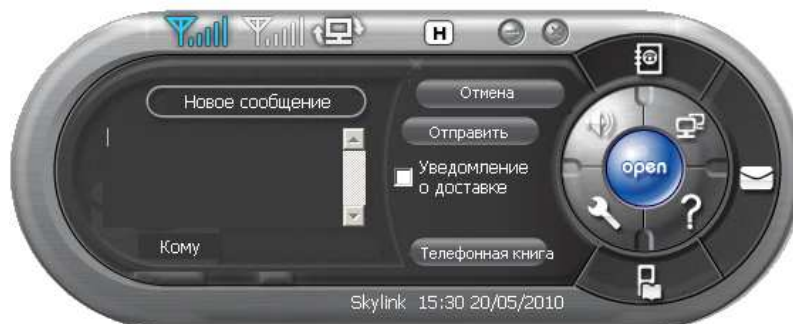 H
Новое сообщение
Отмена
Отправить
Уведомление
о доставке
open
?
Кому
Телефонная книга
Skylink 15:30 20/05/2010